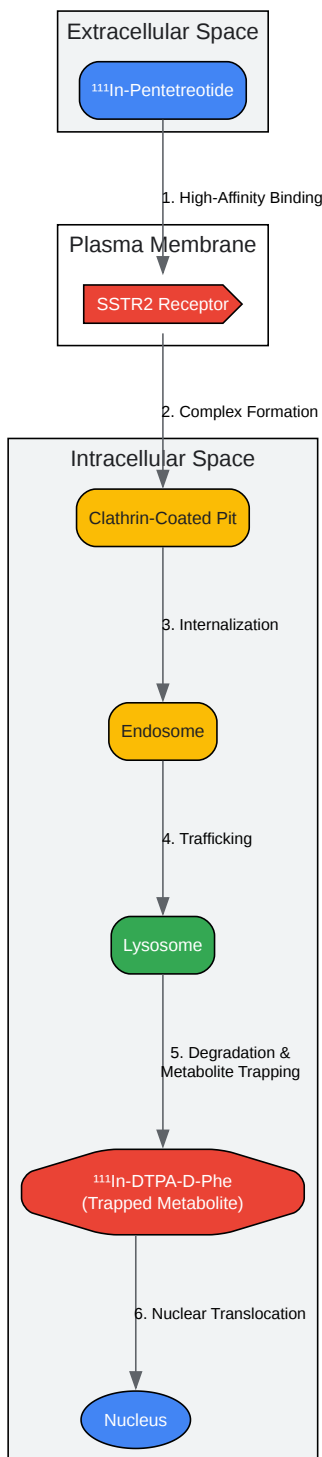 Extracellular Space
¹¹¹In-Pentetreotide
1. High-Affinity Binding
Plasma Membrane
SSTR2 Receptor
2. Complex Formation
Intracellular Space
Clathrin-Coated Pit
3. Internalization
Endosome
4. Trafficking
Lysosome
5. Degradation &
Metabolite Trapping
¹¹¹In-DTPA-D-Phe
(Trapped Metabolite)
6. Nuclear Translocation
Nucleus